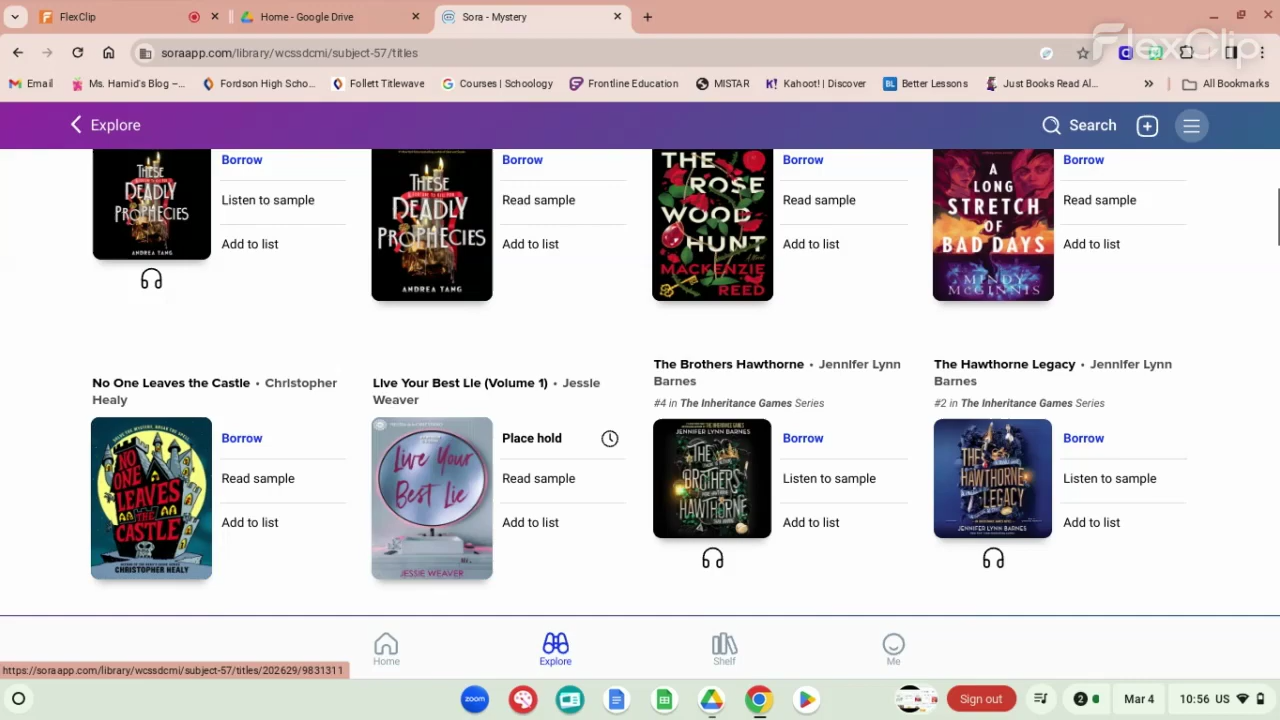 FlexClip
Home - Google Drive
Sora - Mystery
FlexClip
soraapp.com/library/wcssdcmi/subject-57/titles
Email
Ms. Hamid's Blog –...
Fordson High Scho...
Follett Titlewave
Courses | Schoology
Frontline Education
MISTAR
Kahoot! | Discover
Better Lessons
Just Books Read Al...
All Bookmarks
Explore
Search
THESE DEADLY PROPHECIES
ANDREA TANG
Borrow
Listen to sample
Add to list
THESE DEADLY PROPHECIES
ANDREA TANG
Borrow
Read sample
Add to list
THE ROSEWOOD HUNT
MACKENZIE REED
Borrow
Read sample
Add to list
A LONG STRETCH OF BAD DAYS
MINDY McGINNIS
Borrow
Read sample
Add to list
No One Leaves the Castle • Christopher
Healy
NO ONE LEAVES THE CASTLE
CHRISTOPHER HEALY
Borrow
Read sample
Add to list
Live Your Best Lie (Volume 1) • Jessie
Weaver
Live Your Best Lie
JESSIE WEAVER
Place hold
Read sample
Add to list
The Brothers Hawthorne • Jennifer Lynn
Barnes
#4 in The Inheritance Games Series
JENNIFER LYNN BARNES
THE BROTHERS HAWTHORNE
Borrow
Listen to sample
Add to list
The Hawthorne Legacy • Jennifer Lynn
Barnes
#2 in The Inheritance Games Series
THE HAWTHORNE LEGACY
JENNIFER LYNN BARNES
Borrow
Listen to sample
Add to list
Home
Explore
Shelf
Me
https://soraapp.com/library/wcssdcmi/subject-57/titles/202629/9831311
zoom
Sign out
2
Mar 4
10:56 US